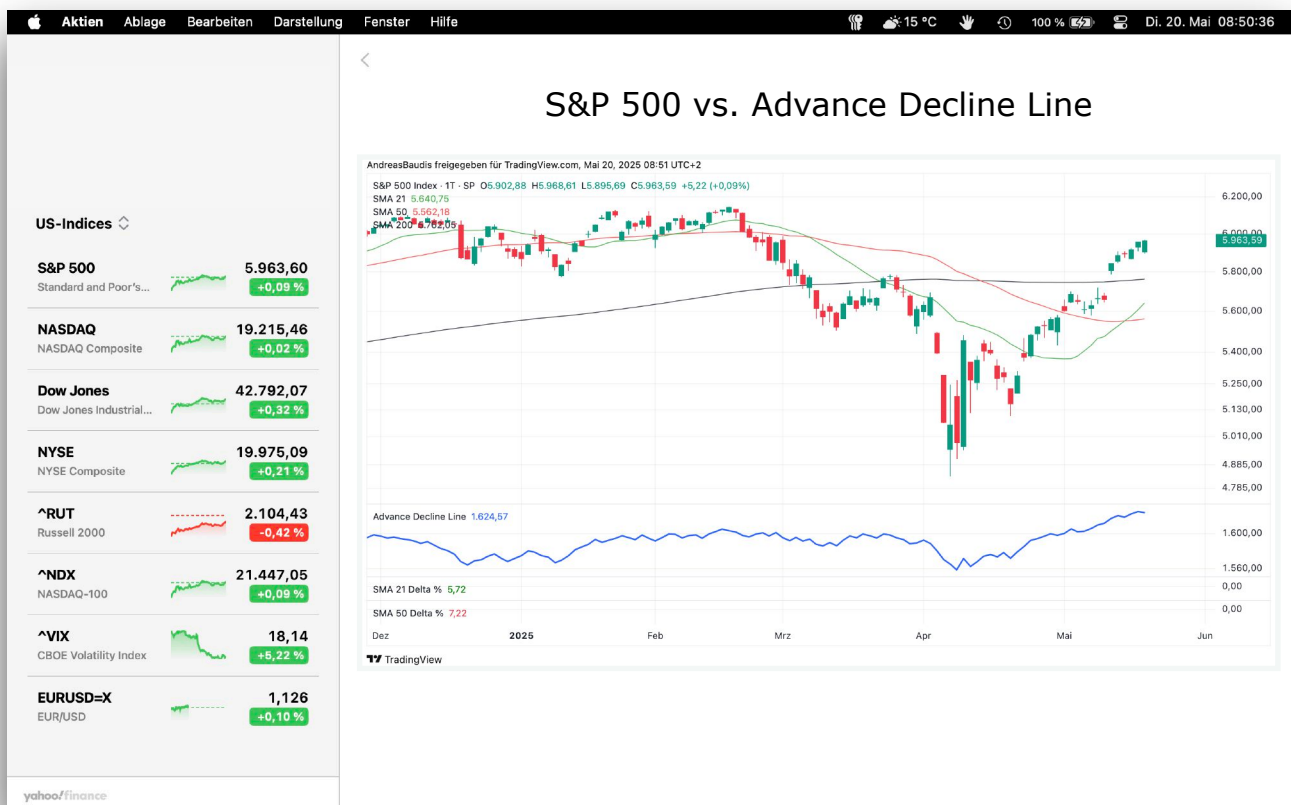 Aktien Ablage Bearbeiten Darstellung Fenster Hilfe 15 °C 100 % Di. 20. Mai 08:50:36
US-Indices
S&P 500 5.963,60
Standard and Poor's... +0,09 %
NASDAQ 19.215,46
NASDAQ Composite +0,02 %
Dow Jones 42.792,07
Dow Jones Industrial... +0,32 %
NYSE 19.975,09
NYSE Composite +0,21 %
^RUT 2.104,43
Russell 2000 -0,42 %
^NDX 21.447,05
NASDAQ-100 +0,09 %
^VIX 18,14
CBOE Volatility Index +5,22 %
EURUSD=X 1,126
EUR/USD +0,10 %
yahoo!finance
S&P 500 vs. Advance Decline Line
AndreasBaudis freigegeben für TradingView.com, Mai 20, 2025 08:51 UTC+2
S&P 500 Index · 1T · SP O5.902,88 H5.968,61 L5.895,69 C5.963,59 +5,22 (+0,09%)
SMA 21 5.640,75
SMA 50 5.562,18
SMA 200 5.762,05
6.200,00
6.000,00
5.963,59
5.800,00
5.600,00
5.400,00
5.250,00
5.130,00
5.010,00
4.885,00
4.785,00
Advance Decline Line 1.624,57
1.600,00
1.560,00
SMA 21 Delta % 5,72 0,00
SMA 50 Delta % 7,22 0,00
Dez 2025 Feb Mrz Apr Mai Jun
TradingView